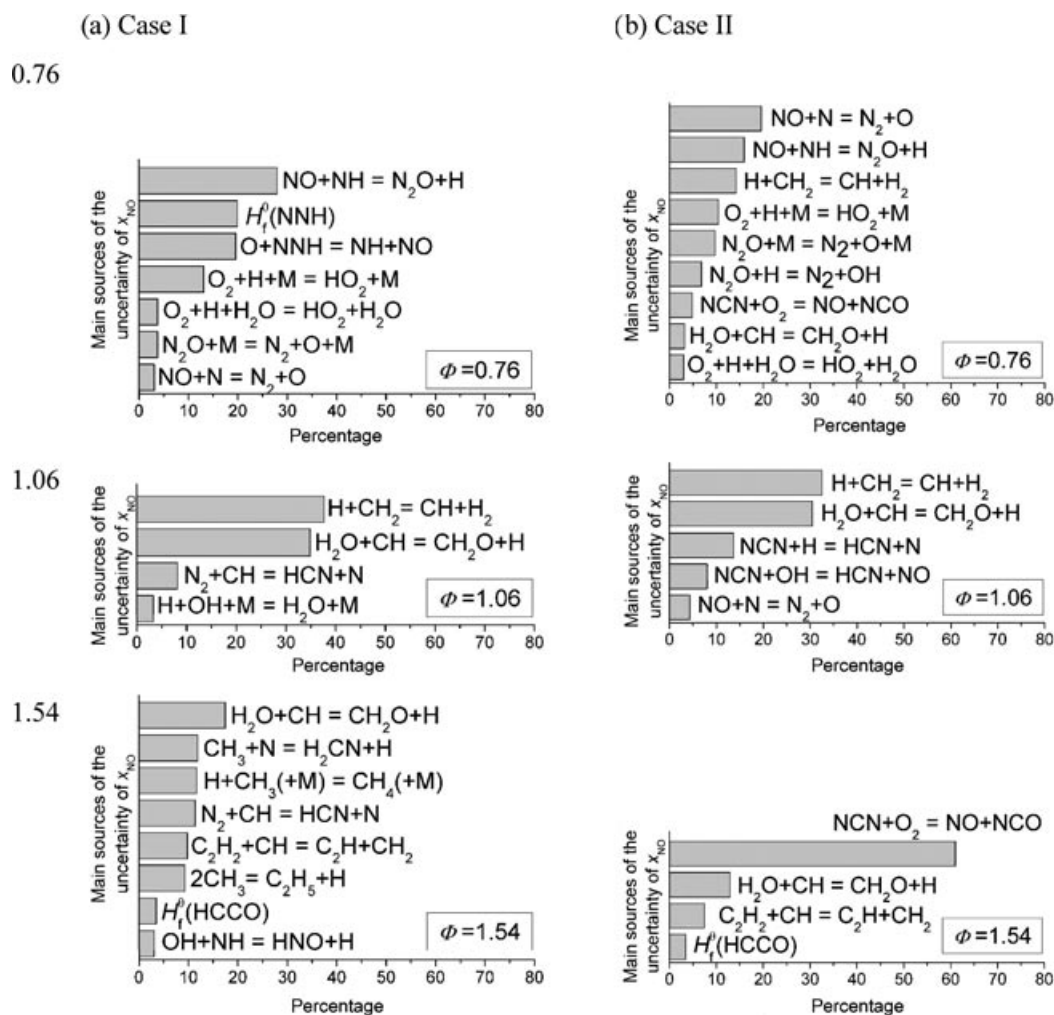 (a) Case I
(b) Case II
0.76
Main sources of the
uncertainty of x_NO
NO+NH = N₂O+H
H_f^θ(NNH)
O+NNH = NH+NO
O₂+H+M = HO₂+M
O₂+H+H₂O = HO₂+H₂O
N₂O+M = N₂+O+M
NO+N = N₂+O
Φ=0.76
0 10 20 30 40 50 60 70 80
Percentage
Main sources of the
uncertainty of x_NO
NO+N = N₂+O
NO+NH = N₂O+H
H+CH₂ = CH+H₂
O₂+H+M = HO₂+M
N₂O+M = N2+O+M
N₂O+H = N2+OH
NCN+O₂ = NO+NCO
H₂O+CH = CH₂O+H
O₂+H+H₂O = HO₂+H₂O
Φ=0.76
0 10 20 30 40 50 60 70 80
Percentage
1.06
Main sources of the
uncertainty of x_NO
H+CH₂= CH+H₂
H₂O+CH = CH₂O+H
N₂+CH = HCN+N
H+OH+M = H₂O+M
Φ=1.06
0 10 20 30 40 50 60 70 80
Percentage
Main sources of the
uncertainty of x_NO
H+CH₂= CH+H₂
H₂O+CH = CH₂O+H
NCN+H = HCN+N
NCN+OH = HCN+NO
NO+N = N₂+O
Φ=1.06
0 10 20 30 40 50 60 70 80
Percentage
1.54
Main sources of the
uncertainty of x_NO
H₂O+CH = CH₂O+H
CH₃+N = H₂CN+H
H+CH₃(+M) = CH₄(+M)
N₂+CH = HCN+N
C₂H₂+CH = C₂H+CH₂
2CH₃= C₂H₅+H
H_f^θ(HCCO)
OH+NH = HNO+H
Φ=1.54
0 10 20 30 40 50 60 70 80
Percentage
Main sources of the
uncertainty of x_NO
NCN+O₂ = NO+NCO
H₂O+CH = CH₂O+H
C₂H₂+CH = C₂H+CH₂
H_f^θ(HCCO)
Φ=1.54
0 10 20 30 40 50 60 70 80
Percentage